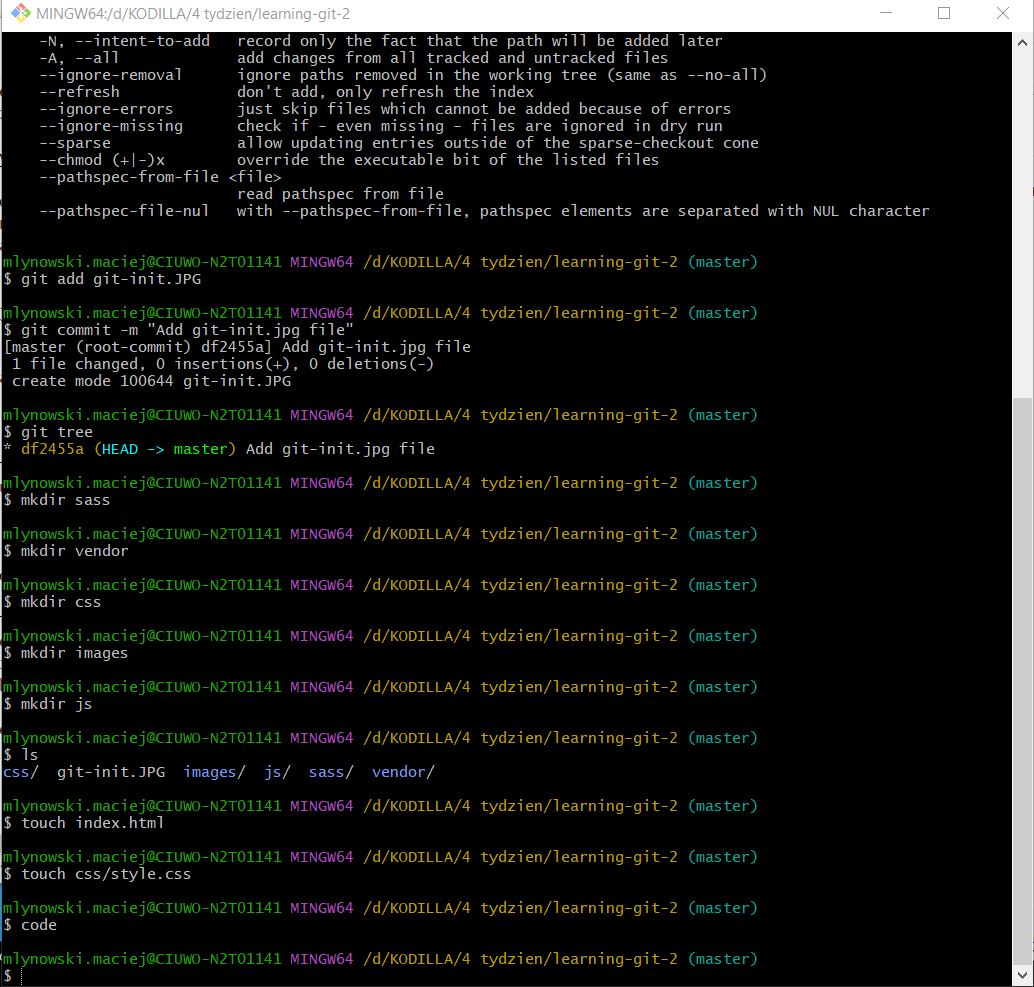 MINGW64:/d/KODILLA/4 tydzien/learning-git-2
-N, --intent-to-add   record only the fact that the path will be added later
-A, --all             add changes from all tracked and untracked files
--ignore-removal      ignore paths removed in the working tree (same as --no-all)
--refresh             don't add, only refresh the index
--ignore-errors       just skip files which cannot be added because of errors
--ignore-missing      check if - even missing - files are ignored in dry run
--sparse              allow updating entries outside of the sparse-checkout cone
--chmod (+|-)x        override the executable bit of the listed files
--pathspec-from-file <file>
read pathspec from file
--pathspec-file-nul   with --pathspec-from-file, pathspec elements are separated with NUL character
mlynowski.maciej@CIUWO-N2TO1141 MINGW64 /d/KODILLA/4 tydzien/learning-git-2 (master)
$ git add git-init.JPG
mlynowski.maciej@CIUWO-N2TO1141 MINGW64 /d/KODILLA/4 tydzien/learning-git-2 (master)
$ git commit -m "Add git-init.jpg file"
[master (root-commit) df2455a] Add git-init.jpg file
1 file changed, 0 insertions(+), 0 deletions(-)
create mode 100644 git-init.JPG
mlynowski.maciej@CIUWO-N2TO1141 MINGW64 /d/KODILLA/4 tydzien/learning-git-2 (master)
$ git tree
* df2455a (HEAD -> master) Add git-init.jpg file
mlynowski.maciej@CIUWO-N2TO1141 MINGW64 /d/KODILLA/4 tydzien/learning-git-2 (master)
$ mkdir sass
mlynowski.maciej@CIUWO-N2TO1141 MINGW64 /d/KODILLA/4 tydzien/learning-git-2 (master)
$ mkdir vendor
mlynowski.maciej@CIUWO-N2TO1141 MINGW64 /d/KODILLA/4 tydzien/learning-git-2 (master)
$ mkdir css
mlynowski.maciej@CIUWO-N2TO1141 MINGW64 /d/KODILLA/4 tydzien/learning-git-2 (master)
$ mkdir images
mlynowski.maciej@CIUWO-N2TO1141 MINGW64 /d/KODILLA/4 tydzien/learning-git-2 (master)
$ mkdir js
mlynowski.maciej@CIUWO-N2TO1141 MINGW64 /d/KODILLA/4 tydzien/learning-git-2 (master)
$ ls
css/  git-init.JPG  images/  js/  sass/  vendor/
mlynowski.maciej@CIUWO-N2TO1141 MINGW64 /d/KODILLA/4 tydzien/learning-git-2 (master)
$ touch index.html
mlynowski.maciej@CIUWO-N2TO1141 MINGW64 /d/KODILLA/4 tydzien/learning-git-2 (master)
$ touch css/style.css
mlynowski.maciej@CIUWO-N2TO1141 MINGW64 /d/KODILLA/4 tydzien/learning-git-2 (master)
$ code
mlynowski.maciej@CIUWO-N2TO1141 MINGW64 /d/KODILLA/4 tydzien/learning-git-2 (master)
$